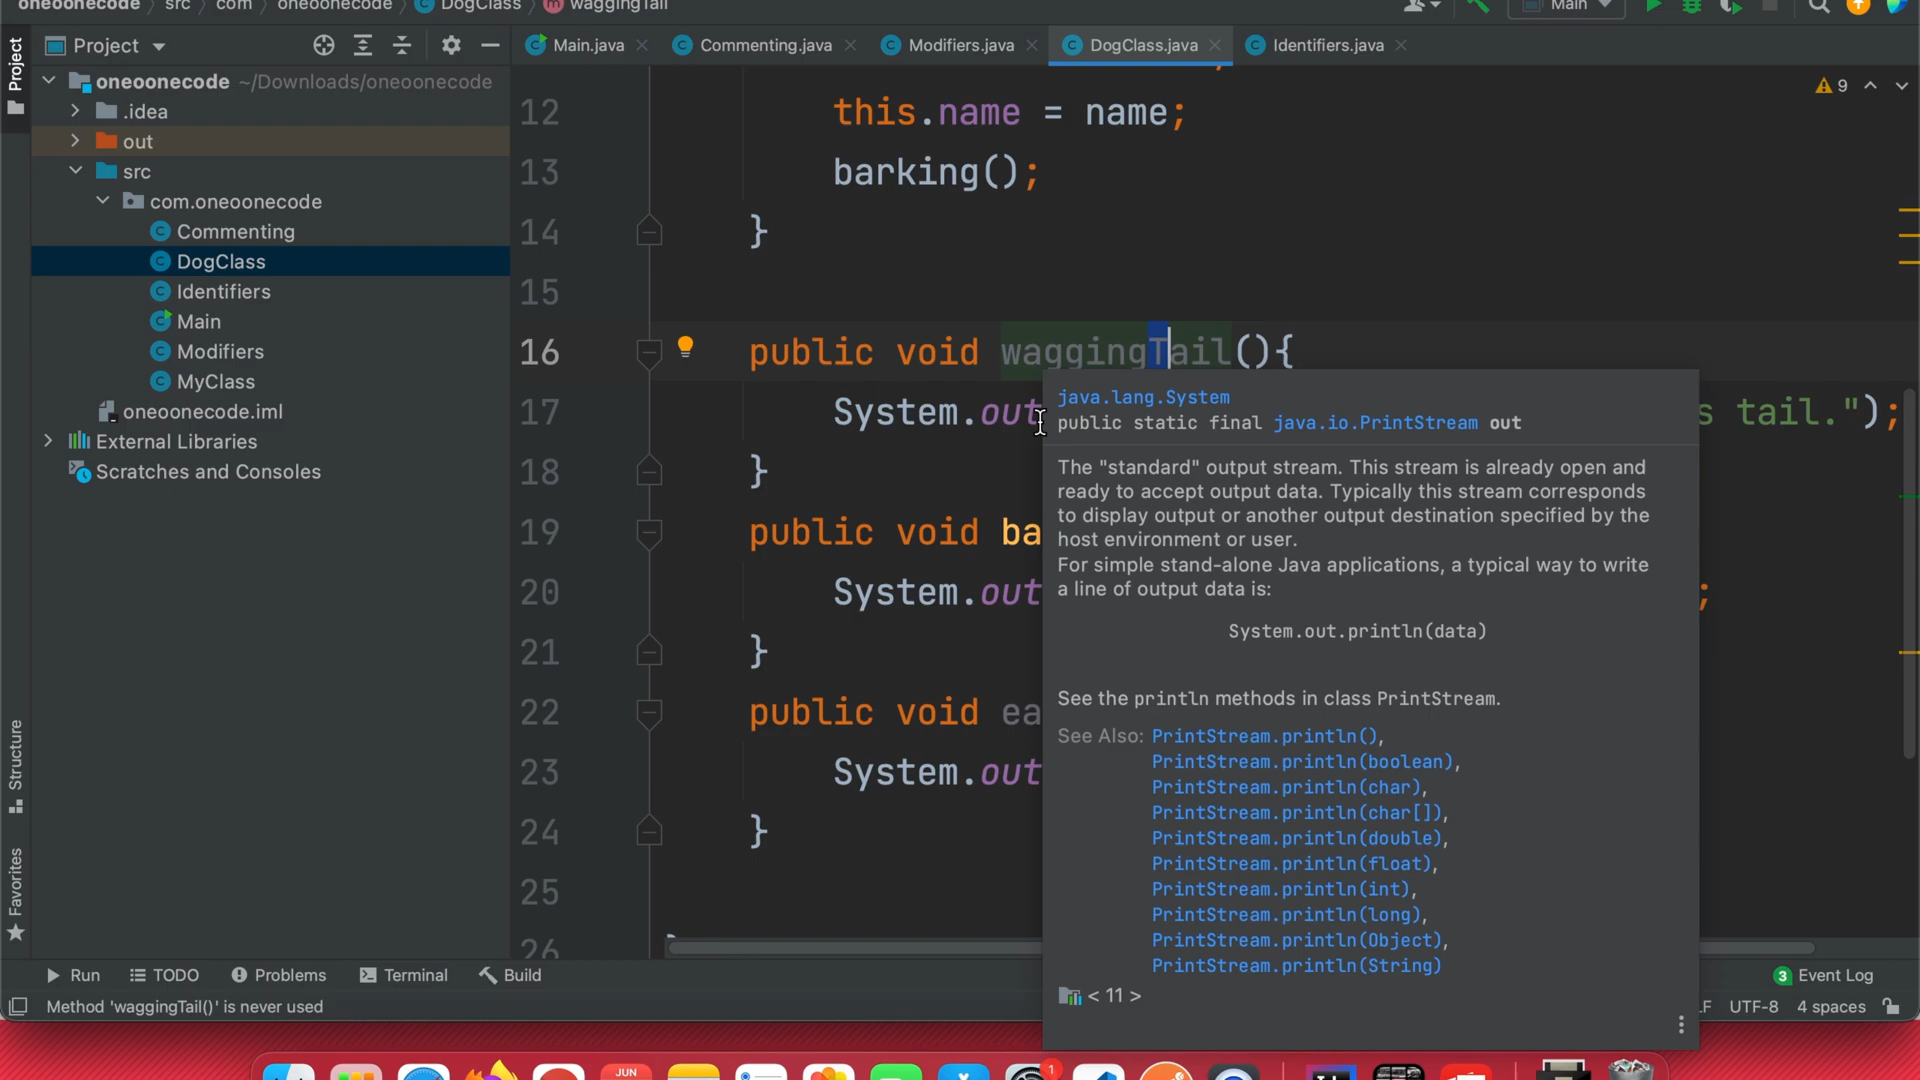 oneoonecode src com oneoonecode DogClass waggingTail Main
Project
Main.java Commenting.java Modifiers.java DogClass.java Identifiers.java
oneoonecode ~/Downloads/oneoonecode
.idea
out
src
com.oneoonecode
Commenting
DogClass
Identifiers
Main
Modifiers
MyClass
oneoonecode.iml
External Libraries
Scratches and Consoles
Project
Structure
Favorites
9
12 this.name = name;
13 barking();
14 }
15
16 public void waggingTail(){
17 System.out s tail.");
18 }
19 public void ba
20 System.out ;
21 }
22 public void ea
23 System.out
24 }
25
26
java.lang.System
public static final java.io.PrintStream out
The "standard" output stream. This stream is already open and
ready to accept output data. Typically this stream corresponds
to display output or another output destination specified by the
host environment or user.
For simple stand-alone Java applications, a typical way to write
a line of output data is:
System.out.println(data)
See the println methods in class PrintStream.
See Also: PrintStream.println(),
PrintStream.println(boolean),
PrintStream.println(char),
PrintStream.println(char[]),
PrintStream.println(double),
PrintStream.println(float),
PrintStream.println(int),
PrintStream.println(long),
PrintStream.println(Object),
PrintStream.println(String)
< 11 >
Run TODO Problems Terminal Build 3 Event Log
Method 'waggingTail()' is never used LF UTF-8 4 spaces
JUN 1